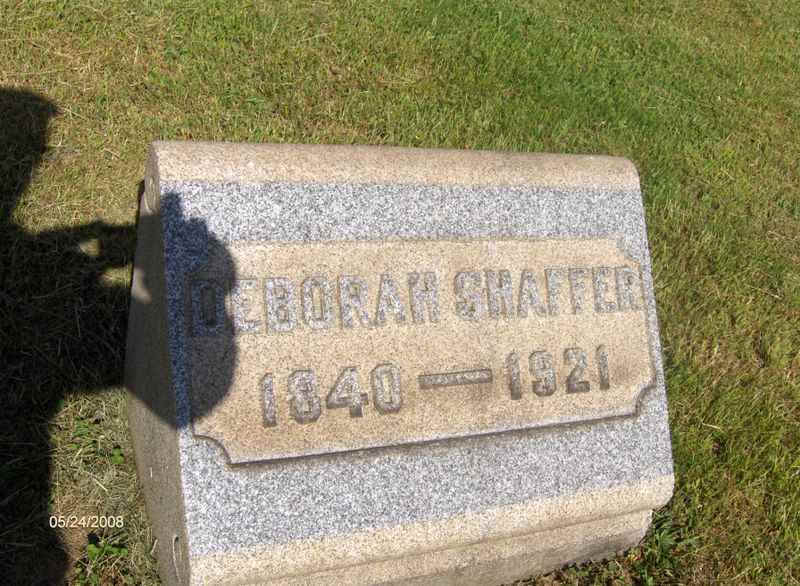 DEBORAH SHAFFER
1840 — 1921
05/24/2008